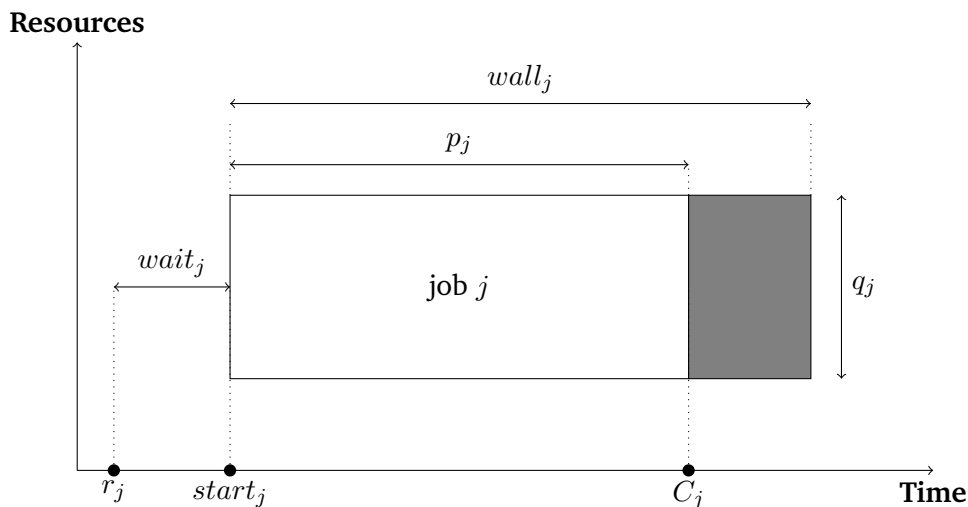 Resources
wall_j
p_j
wait_j
job j
q_j
r_j
start_j
C_j
Time